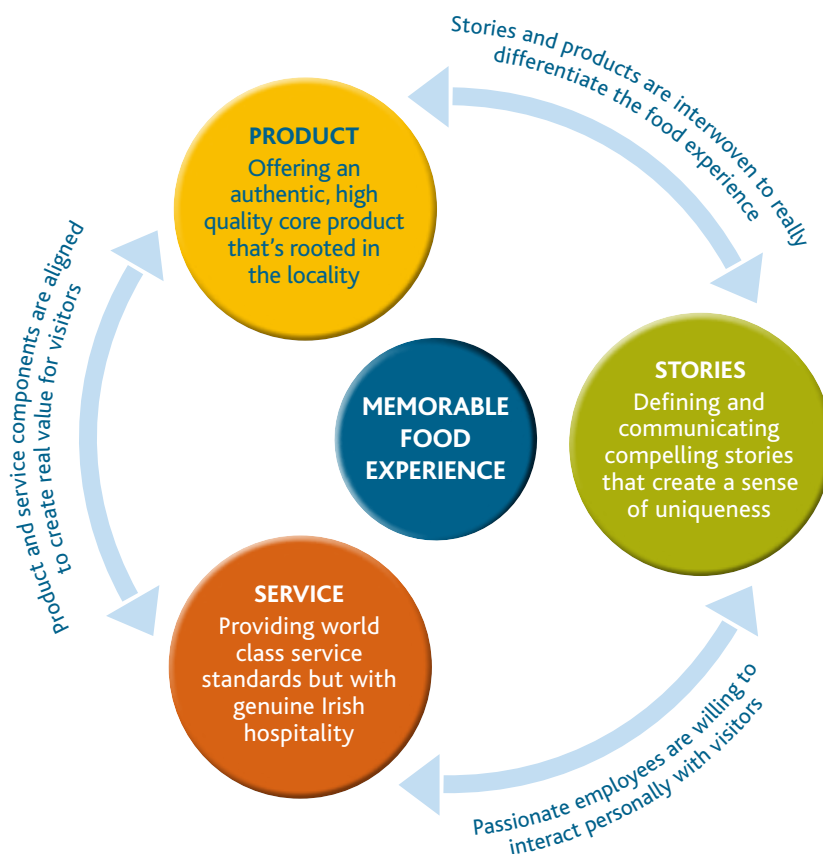 Stories and products are interwoven to really
differentiate the food experience
PRODUCT
Offering an
authentic, high
quality core product
that's rooted in
the locality
Product and service components are aligned
to create real value for visitors
MEMORABLE
FOOD
EXPERIENCE
STORIES
Defining and
communicating
compelling stories
that create a sense
of uniqueness
SERVICE
Providing world
class service
standards but with
genuine Irish
hospitality
Passionate employees are willing to
interact personally with visitors